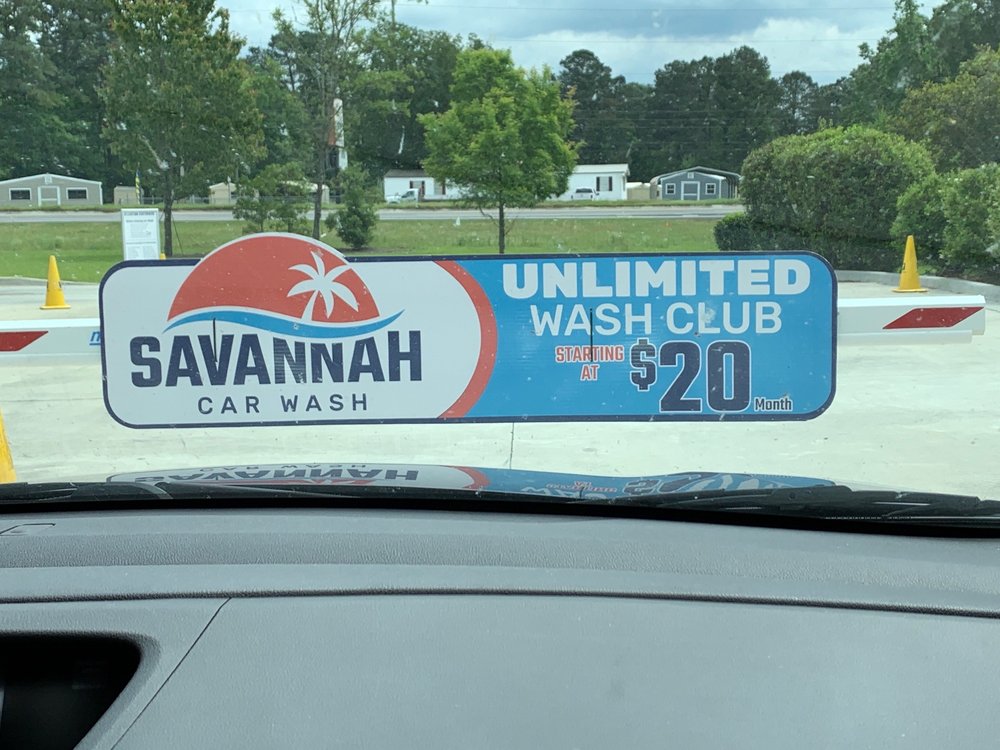 SAVANNAH
CAR WASH
UNLIMITED
WASH CLUB
STARTING
AT
$20
Month